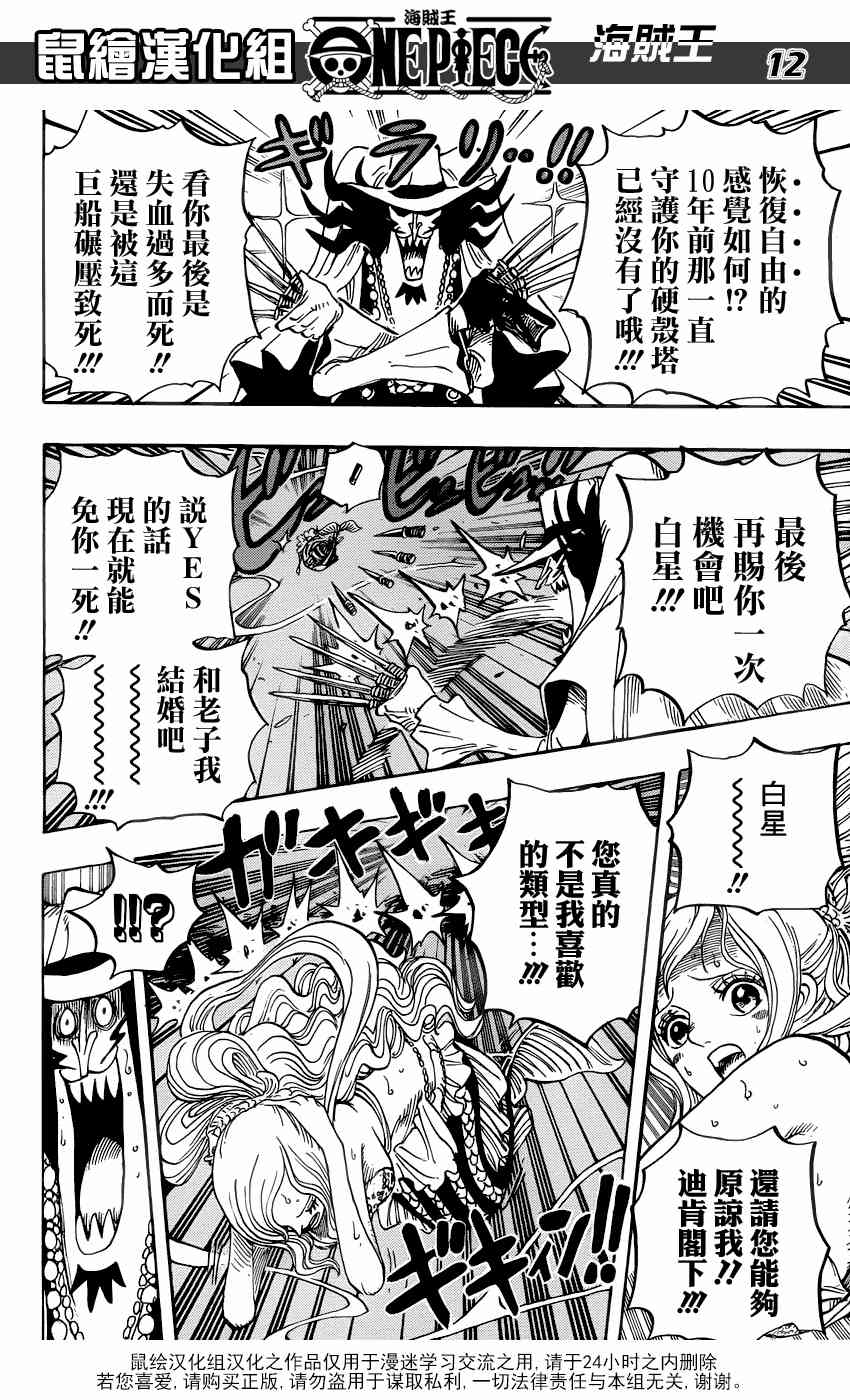 鼠繪漢化組
海賊王
ONE PIECE
海賊王
12
恢復自由的
感覺如何!?
10年前那一直
守護你的硬殼塔
已經沒有了哦!!!
ギラリ…!!
看你最後是
失血過多而死!!
還是被這
巨船碾壓致死!!!
最後
再賜你一次
機會吧
白星!!!
!
說YES
的話
現在就能
免你一死!!
和老子我
結婚吧
!!!
白星
!!
還請您能夠
原諒我!!
迪肯閣下!!!
您真的
不是我喜歡
的類型…!!!
ガキギギ
ギギィン!!
!!?
鼠绘汉化组汉化之作品仅用于漫迷学习交流之用, 请于24小时之内删除
若您喜爱, 请购买正版, 请勿盗用于谋取私利, 一切法律责任与本组无关, 谢谢。